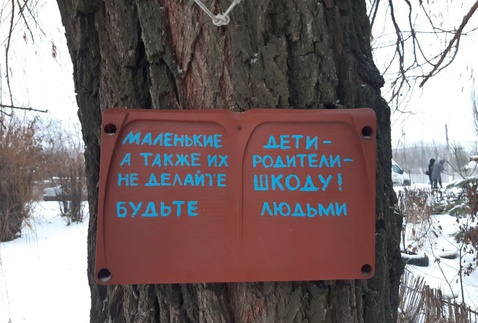 МАЛЕНЬКИЕ ДЕТИ-
А ТАКЖЕ ИХ РОДИТЕЛИ-
НЕ ДЕЛАЙТЕ ШКОДУ!
БУДЬТЕ ЛЮДЬМИ